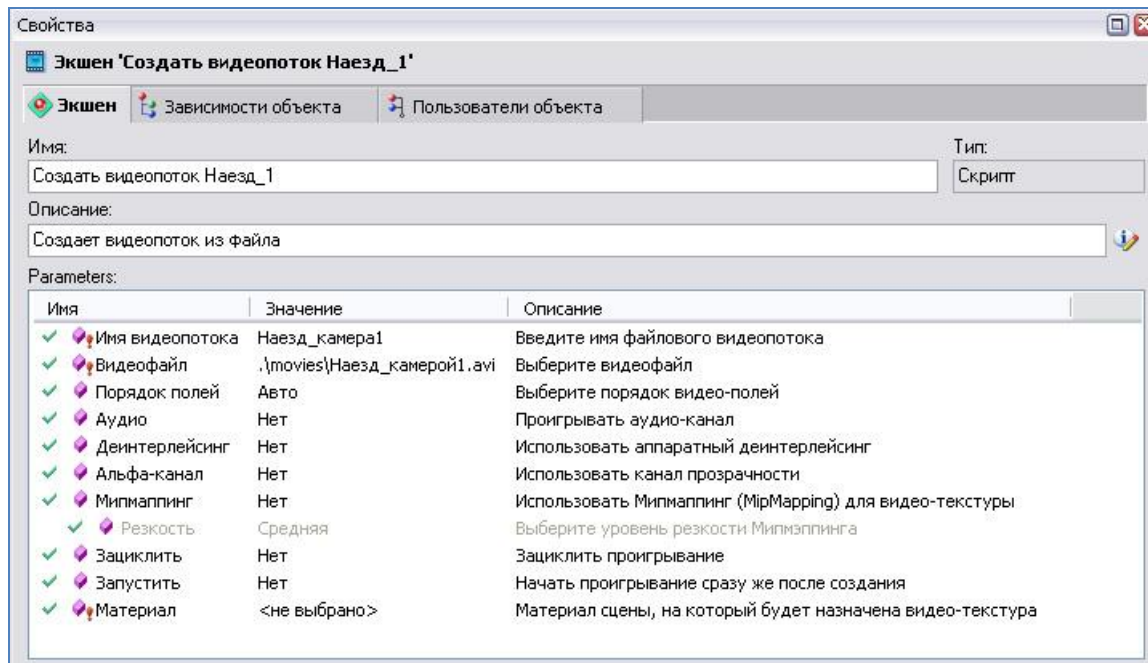 Свойства
Экшен 'Создать видеопоток Наезд_1'
Экшен Зависимости объекта Пользователи объекта
Имя: Тип:
Создать видеопоток Наезд_1 Скрипт
Описание:
Создает видеопоток из файла
Parameters:
Имя Значение Описание
Имя видеопотока Наезд_камера1 Введите имя файлового видеопотока
Видеофайл .\movies\Наезд_камерой1.avi Выберите видеофайл
Порядок полей Авто Выберите порядок видео-полей
Аудио Нет Проигрывать аудио-канал
Деинтерлейсинг Нет Использовать аппаратный деинтерлейсинг
Альфа-канал Нет Использовать канал прозрачности
Мипмаппинг Нет Использовать Мипмаппинг (MipMapping) для видео-текстуры
Резкость Средняя Выберите уровень резкости Мипмэппинга
Зациклить Нет Зациклить проигрывание
Запустить Нет Начать проигрывание сразу же после создания
Материал <не выбрано> Материал сцены, на который будет назначена видео-текстура